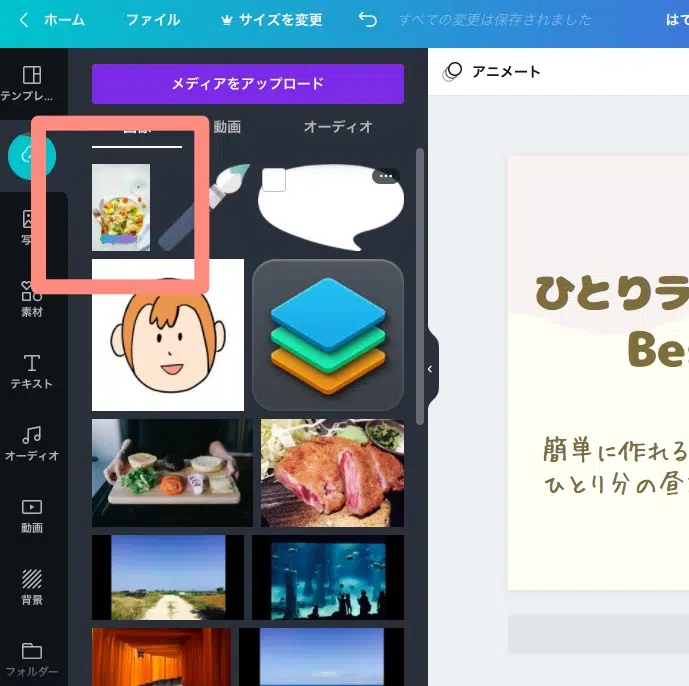 ホーム ファイル サイズを変更 すべての変更は保存されました はて
メディアをアップロード
アニメート
テンプレ...
画像 動画 オーディオ
写
素材
テキスト
オーディオ
動画
背景
フォルダー
ひとりラ
Be
簡単に作れる
ひとり分の昼